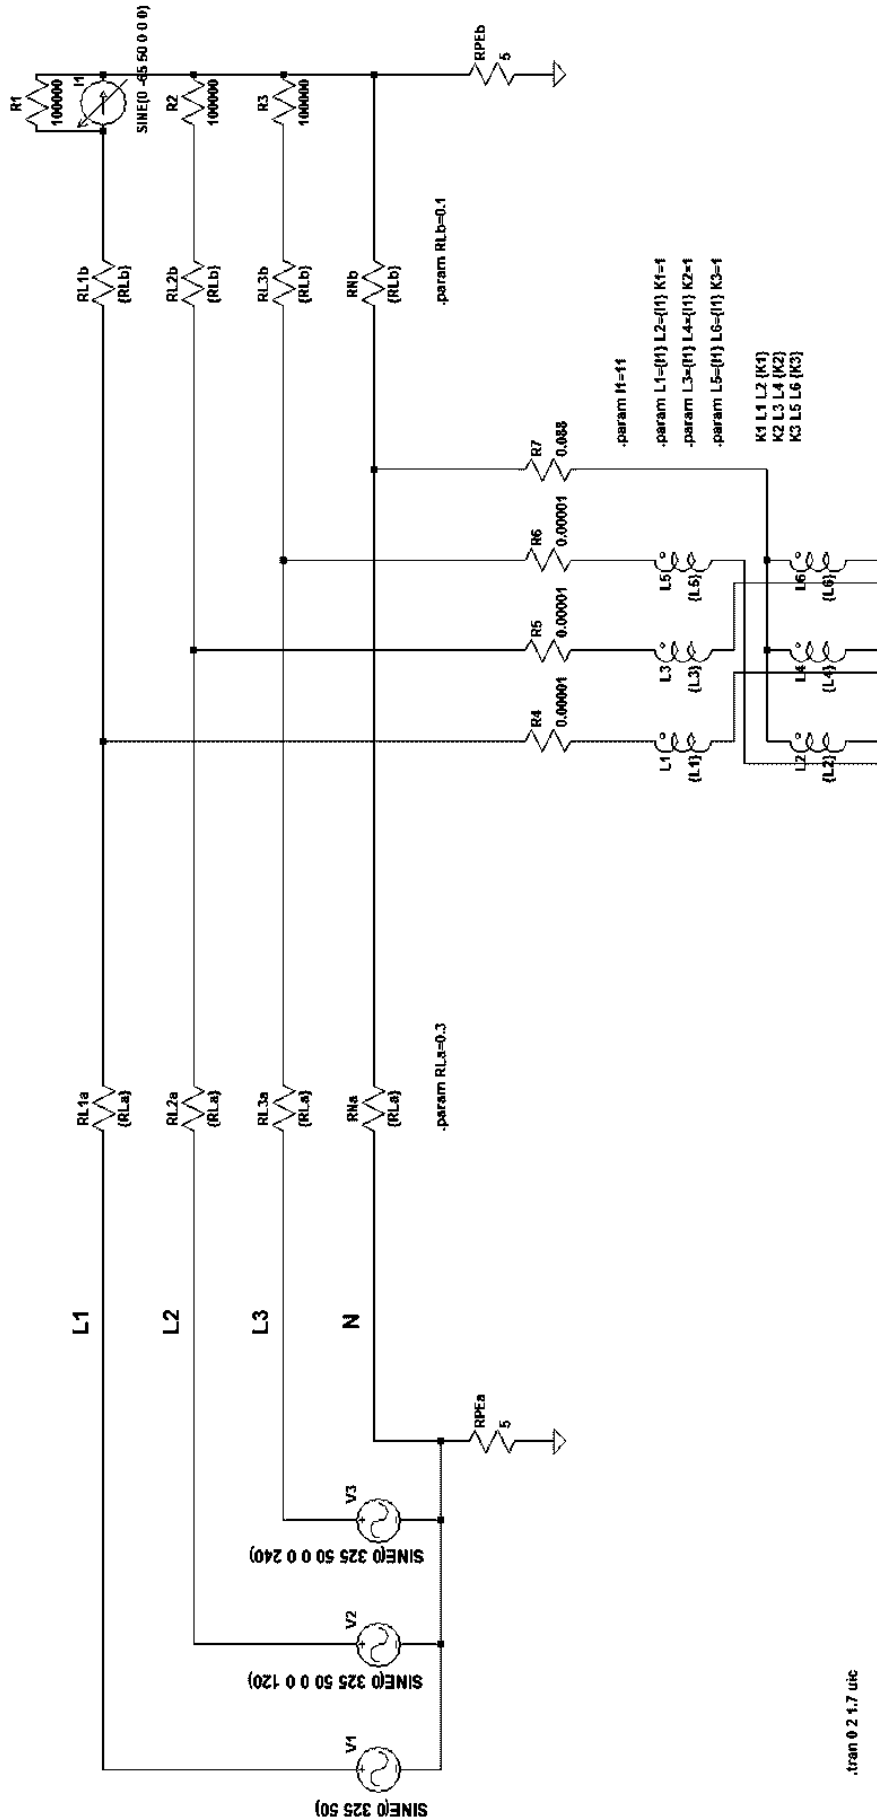 R1
100000
I1
SINE(0 -65 50 0 0 0)
R2
100000
R3
100000
RPEb
5
RL1b
{RLb}
RL2b
{RLb}
RL3b
{RLb}
RNb
{RLb}
.param RLb=0.1
.param l1=11
.param L1={l1} L2={l1} K1=1
.param L3={l1} L4={l1} K2=1
.param L5={l1} L6={l1} K3=1
K1 L1 L2 {K1}
K2 L3 L4 {K2}
K3 L5 L6 {K3}
R7
0.088
R6
0.00001
R5
0.00001
R4
0.00001
L5
{L5}
L3
{L3}
L1
{L1}
L6
{L6}
L4
{L4}
L2
{L2}
RL1a
{RLa}
RL2a
{RLa}
RL3a
{RLa}
RNa
{RLa}
.param RLa=0.3
L1
L2
L3
N
RPEa
5
V3
SINE(0 325 50 0 0 240)
V2
SINE(0 325 50 0 0 120)
V1
SINE(0 325 50)
.tran 0 2 1.7 uic